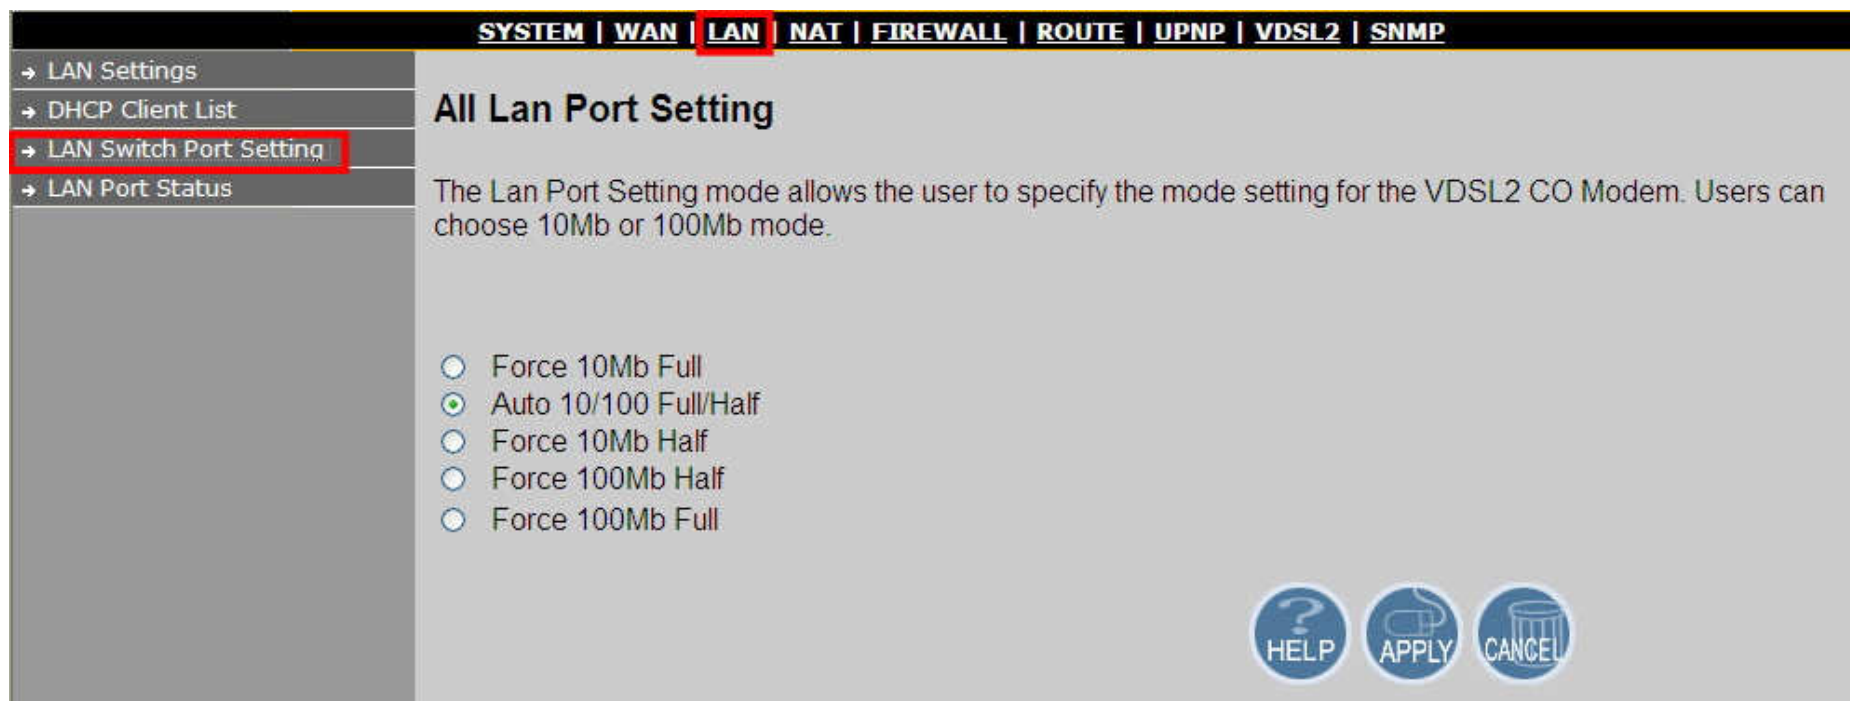 SYSTEM | WAN | LAN | NAT | FIREWALL | ROUTE | UPNP | VDSL2 | SNMP
LAN Settings
DHCP Client List
LAN Switch Port Setting
LAN Port Status
All Lan Port Setting
The Lan Port Setting mode allows the user to specify the mode setting for the VDSL2 CO Modem. Users can
choose 10Mb or 100Mb mode.
Force 10Mb Full
Auto 10/100 Full/Half
Force 10Mb Half
Force 100Mb Half
Force 100Mb Full
HELP APPLY CANCEL